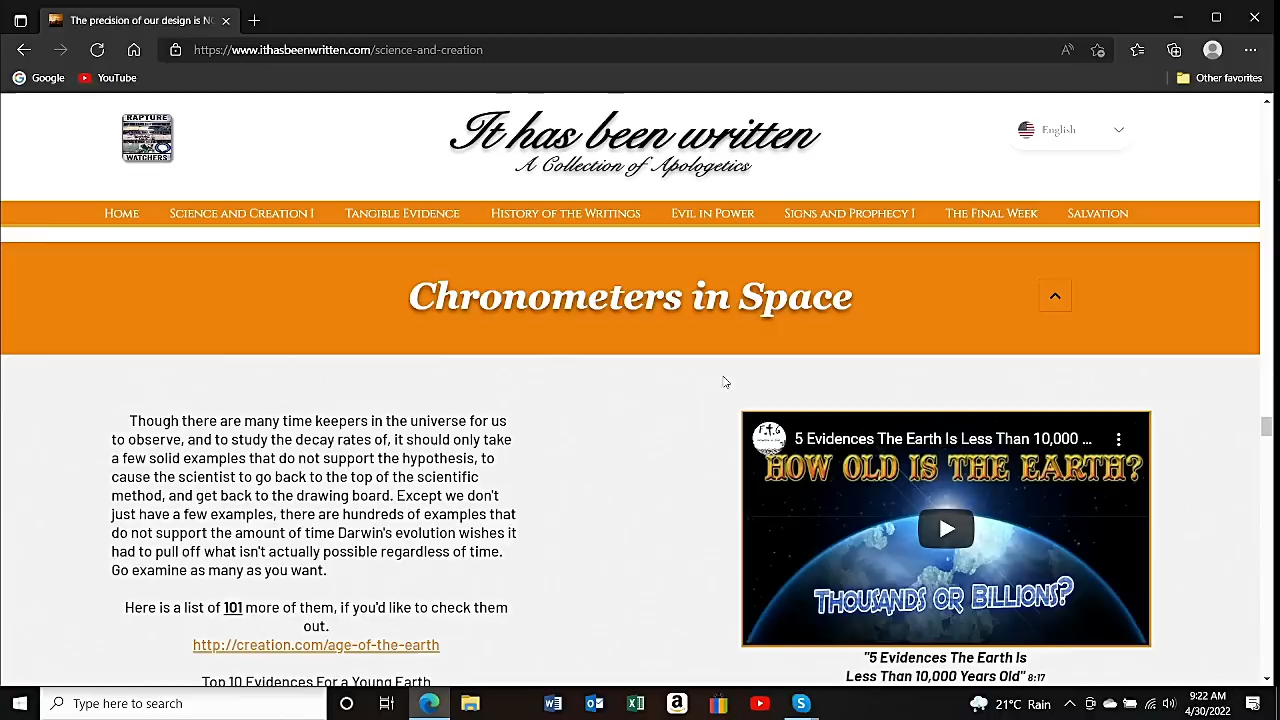 The precision of our design is NO
https://www.ithasbeenwritten.com/science-and-creation
Google
YouTube
Other favorites
RAPTURE
WATCHERS
It has been written
A Collection of Apologetics
English
Home
Science and Creation I
Tangible Evidence
History of the Writings
Evil in Power
Signs and Prophecy I
The Final Week
Salvation
Chronometers in Space
Though there are many time keepers in the universe for us
to observe, and to study the decay rates of, it should only take
a few solid examples that do not support the hypothesis, to
cause the scientist to go back to the top of the scientific
method, and get back to the drawing board. Except we don't
just have a few examples, there are hundreds of examples that
do not support the amount of time Darwin's evolution wishes it
had to pull off what isn't actually possible regardless of time.
Go examine as many as you want.
Here is a list of 101 more of them, if you'd like to check them
out.
http://creation.com/age-of-the-earth
Top 10 Evidences For a Young Earth
5 Evidences The Earth Is Less Than 10,000 ...
HOW OLD IS THE EARTH?
THOUSANDS OR BILLIONS?
"5 Evidences The Earth Is
Less Than 10,000 Years Old" 8:17
Type here to search
21°C Rain
9:22 AM
4/30/2022